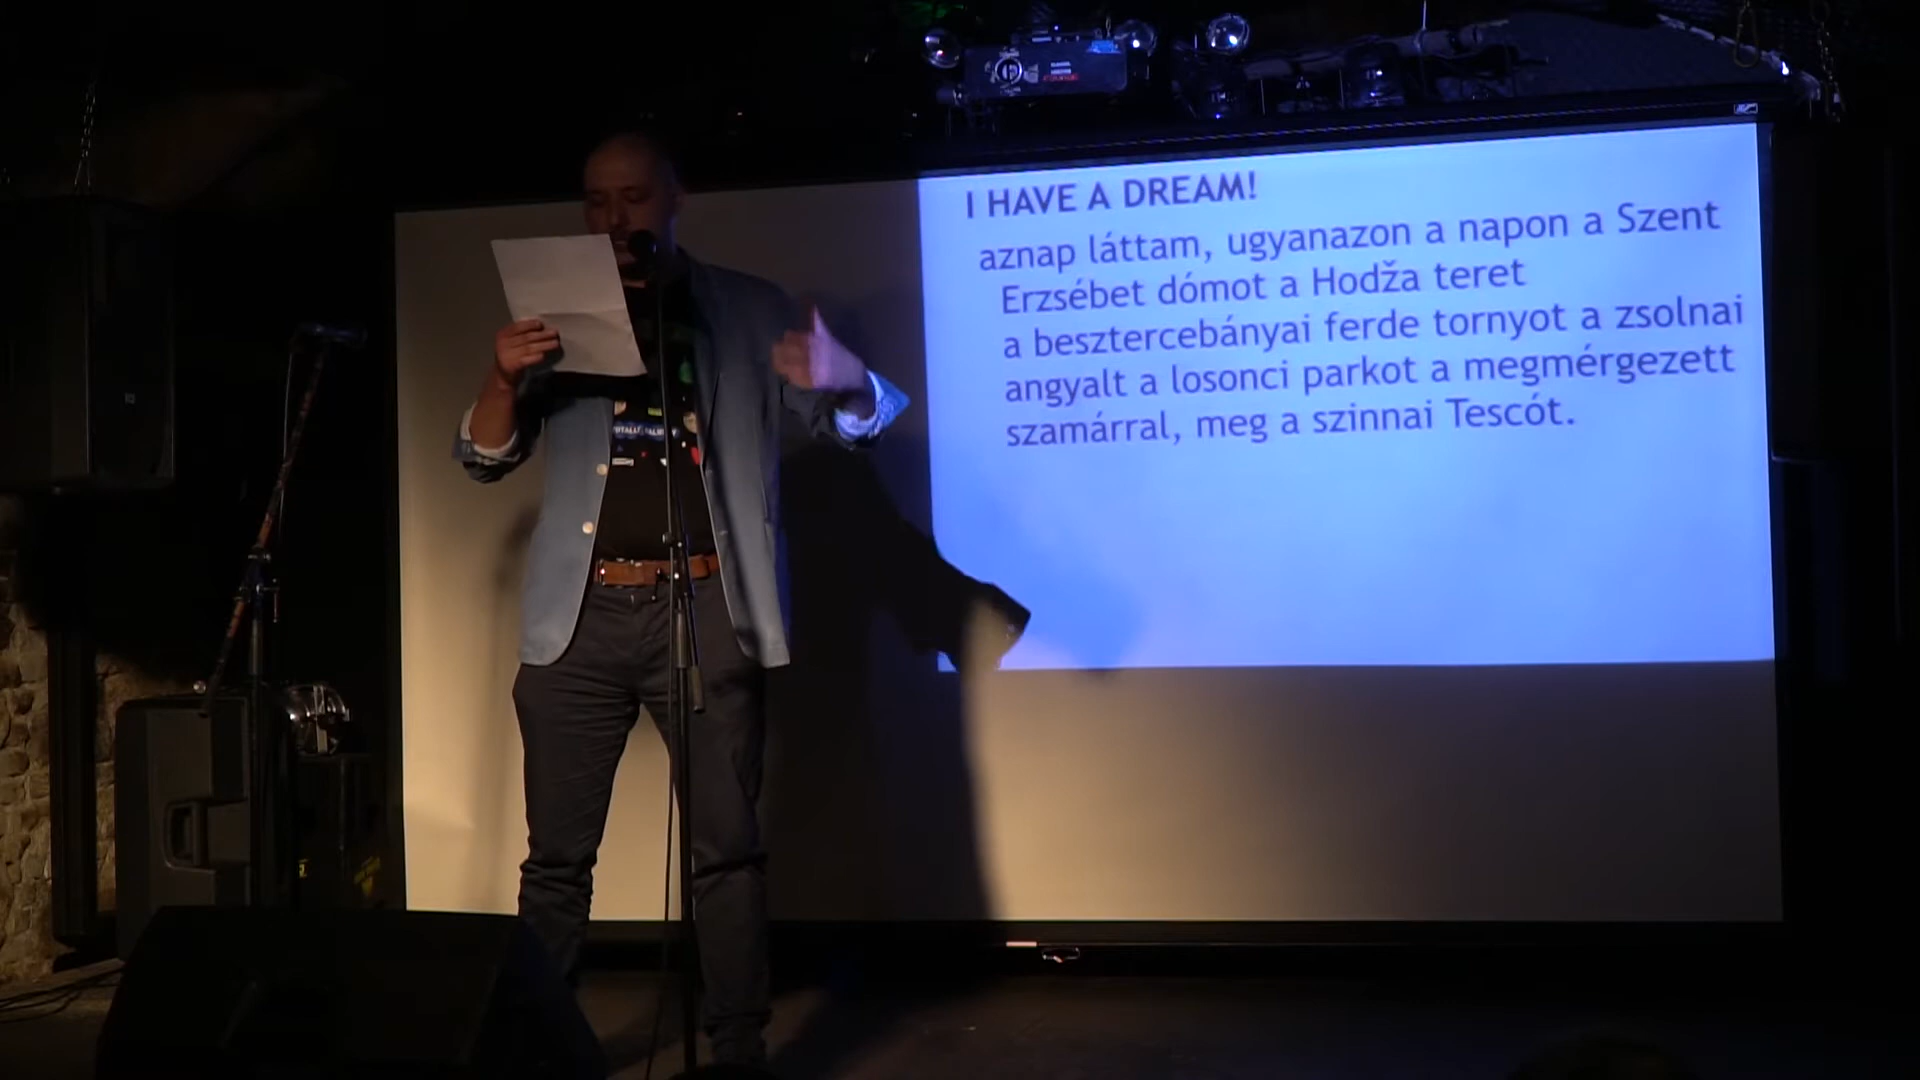 I HAVE A DREAM!
aznap láttam, ugyanazon a napon a Szent
Erzsébet dómot a Hodža teret
a besztercebányai ferde tornyot a zsolnai
angyalt a losonci parkot a megmérgezett
szamárral, meg a szinnai Tescót.